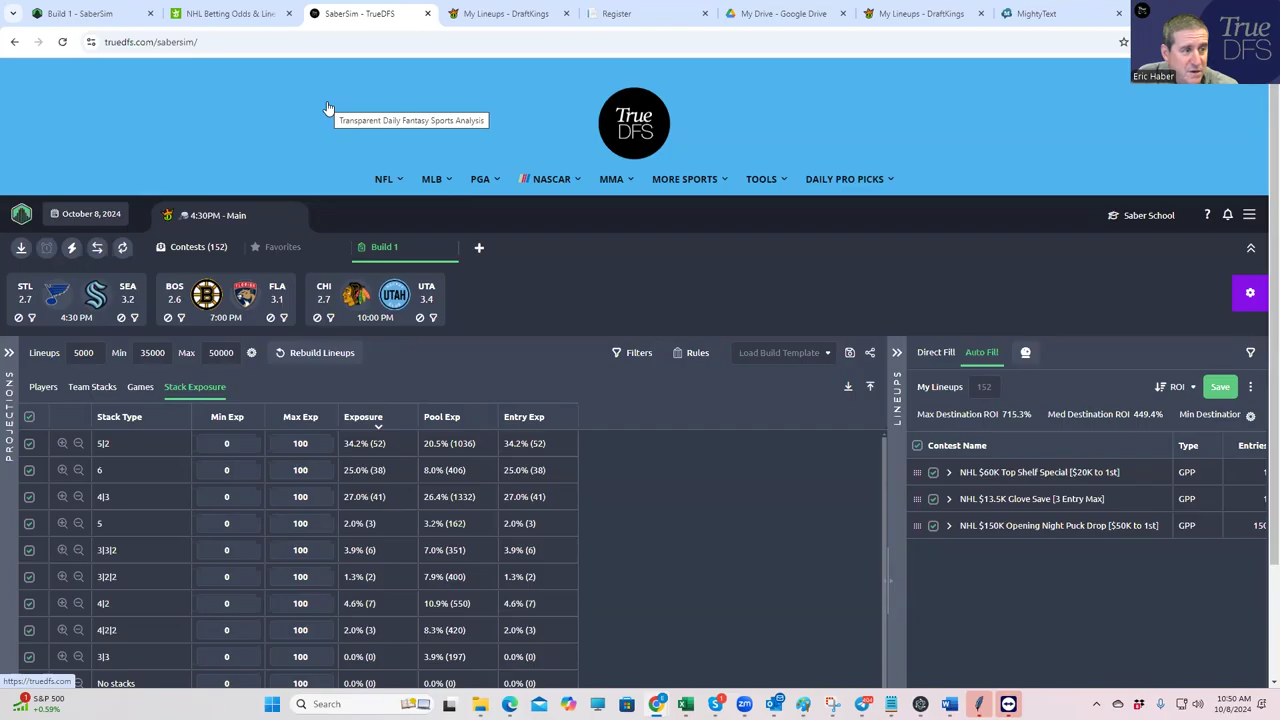 Build 1 - SaberSim
NHL Betting Odds & Line
SaberSim - TrueDFS
My Lineups - DraftKings
Register
My Drive - Google Drive
My Lineups - DraftKings
MightyText
truedfs.com/sabersim/
True
DFS
Eric Haber
Transparent Daily Fantasy Sports Analysis
True
DFS
NFL MLB PGA NASCAR MMA MORE SPORTS TOOLS DAILY PRO PICKS
October 8, 2024 4:30PM - Main Saber School ?
Contests (152) Favorites Build 1 +
STL SEA BOS FLA CHI UTA
2.7 3.2 2.6 3.1 2.7 3.4
4:30 PM 7:00 PM 10:00 PM
Lineups 5000 Min 35000 Max 50000 Rebuild Lineups Filters Rules Load Build Template
Players Team Stacks Games Stack Exposure
PROJECTIONS
Stack Type Min Exp Max Exp Exposure Pool Exp Entry Exp
5|2 0 100 34.2% (52) 20.5% (1036) 34.2% (52)
6 0 100 25.0% (38) 8.0% (406) 25.0% (38)
4|3 0 100 27.0% (41) 26.4% (1332) 27.0% (41)
5 0 100 2.0% (3) 3.2% (162) 2.0% (3)
3|3|2 0 100 3.9% (6) 7.0% (351) 3.9% (6)
3|2|2 0 100 1.3% (2) 7.9% (400) 1.3% (2)
4|2 0 100 4.6% (7) 10.9% (550) 4.6% (7)
4|2|2 0 100 2.0% (3) 8.3% (420) 2.0% (3)
3|3 0 100 0.0% (0) 3.9% (197) 0.0% (0)
No stacks 0 100 0.0% (0) 0.0% (0) 0.0% (0)
LINEUPS
Direct Fill Auto Fill
My Lineups 152 ROI Save
Max Destination ROI 715.3% Med Destination ROI 449.4% Min Destination
Contest Name Type Entries
NHL $60K Top Shelf Special [$20K to 1st] GPP 1
NHL $13.5K Glove Save [3 Entry Max] GPP 1
NHL $150K Opening Night Puck Drop [$50K to 1st] GPP 150
https://truedfs.com
1
S&P 500
+0.59%
Search
10:50 AM
10/8/2024